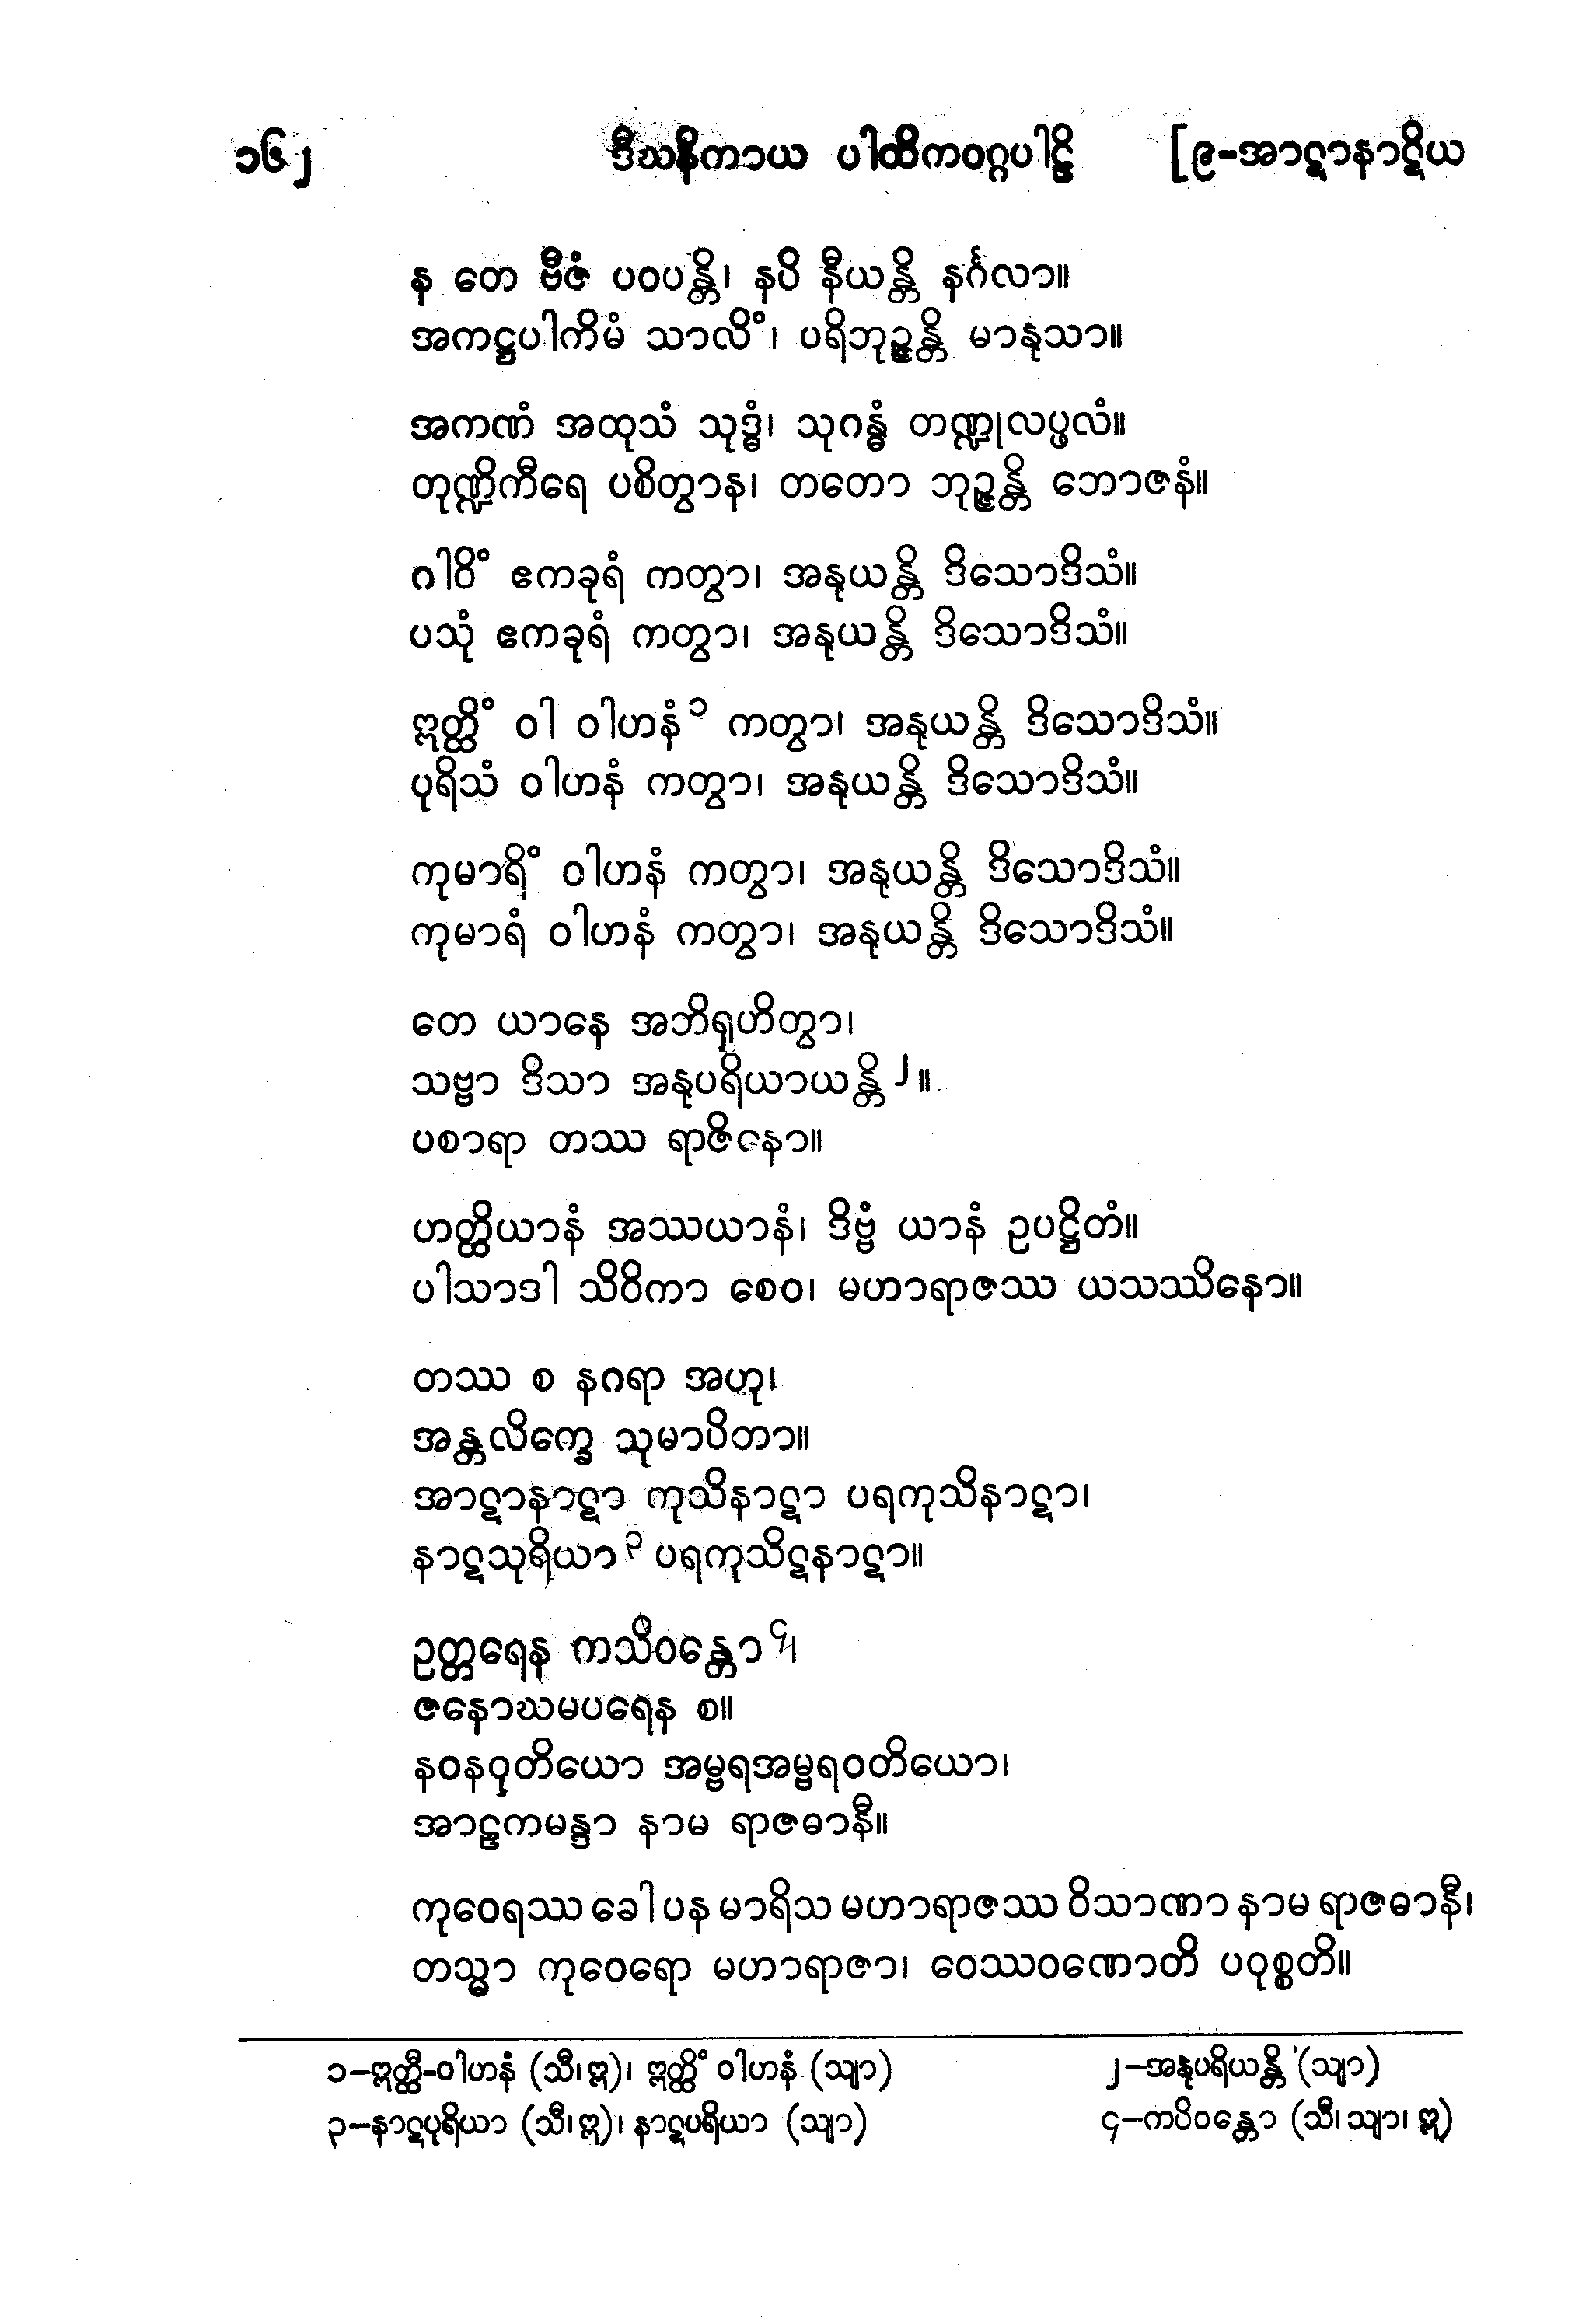 ၁၆၂ ဒီဃနိကာယ ပါထိကဝဂ္ဂပါဠိ [၉-အာဋာနာဋိယ
န တေ ဗီဇံ ပဝပန္တိ၊ နပိ နီယန္တိ နင်္ဂလာ။
အကဋ္ဌပါကိမံ သာလိံ၊ ပရိဘုဉ္ဇန္တိ မာနုသာ။
အကဏံ အထုသံ သုဒ္ဓံ၊ သုဂန္ဓံ တဏ္ဍုလပ္ဖလံ။
တုဏ္ဍိကီရေ ပစိတွာန၊ တတော ဘုဉ္ဇန္တိ ဘောဇနံ။
ဂါဝိံ ဧကခုရံ ကတွာ၊ အနုယန္တိ ဒိသောဒိသံ။
ပသုံ ဧကခုရံ ကတွာ၊ အနုယန္တိ ဒိသောဒိသံ။
ဣတ္ထိံ ဝါ ဝါဟနံ၁ ကတွာ၊ အနုယန္တိ ဒိသောဒိသံ။
ပုရိသံ ဝါဟနံ ကတွာ၊ အနုယန္တိ ဒိသောဒိသံ။
ကုမာရိံ ဝါဟနံ ကတွာ၊ အနုယန္တိ ဒိသောဒိသံ။
ကုမာရံ ဝါဟနံ ကတွာ၊ အနုယန္တိ ဒိသောဒိသံ။
တေ ယာနေ အဘိရုဟိတွာ၊
သဗ္ဗာ ဒိသာ အနုပရိယာယန္တိ၂။
ပစာရာ တဿ ရာဇိနော။
ဟတ္ထိယာနံ အဿယာနံ၊ ဒိဗ္ဗံ ယာနံ ဥပဋ္ဌိတံ။
ပါသာဒါ သိဝိကာ စေဝ၊ မဟာရာဇဿ ယသဿိနော။
တဿ စ နဂရာ အဟု၊
အန္တလိက္ခေ သုမာပိတာ။
အာဋာနာဋာ ကုသိနာဋာ ပရကုသိနာဋာ၊
နာဋသုရိယာ၃ ပရကုသိဋနာဋာ။
ဥတ္တရေန ကသိဝန္တော၄၊
ဇနောဃမပရေန စ။
နဝနဝုတိယော အမ္ဗရအမ္ဗရဝတိယော၊
အာဠကမန္ဒာ နာမ ရာဇဓာနီ။
ကုဝေရဿ ခေါ ပန မာရိသ မဟာရာဇဿ ဝိသာဏာ နာမ ရာဇဓာနီ၊
တသ္မာ ကုဝေရော မဟာရာဇာ၊ ဝေဿဝဏောတိ ပဝုစ္စတိ။
၁-ဣတ္ထီ-ဝါဟနံ (သီ၊ ဣ)၊ ဣတ္ထိံ ဝါဟနံ (သျာ) ၂-အနုပရိယန္တိ (သျာ)
၃-နာဋပုရိယာ (သီ၊ ဣ)၊ နာဋပရိယာ (သျာ) ၄-ကပိဝန္တော (သီ၊ သျာ၊ ဣ)